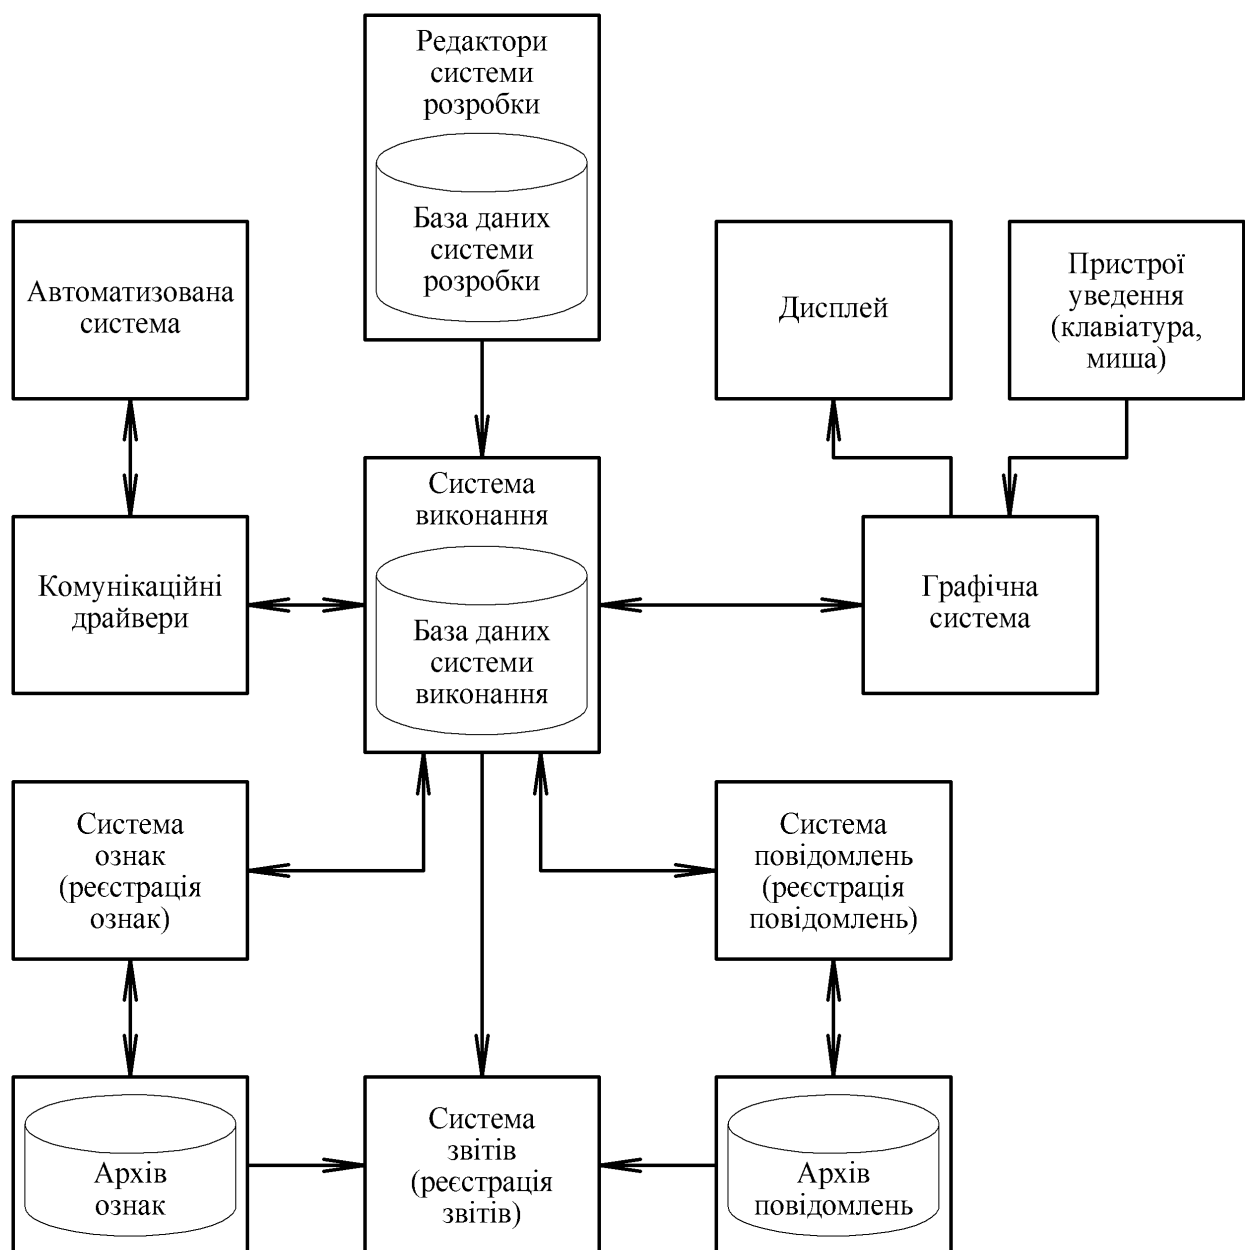 Редактори
системи
розробки
База даних
системи
розробки
Автоматизована
система
Дисплей
Пристрої
уведення
(клавіатура,
миша)
Система
виконання
База даних
системи
виконання
Комунікаційні
драйвери
Графічна
система
Система
ознак
(реєстрація
ознак)
Система
повідомлень
(реєстрація
повідомлень)
Архів
ознак
Система
звітів
(реєстрація
звітів)
Архів
повідомлень